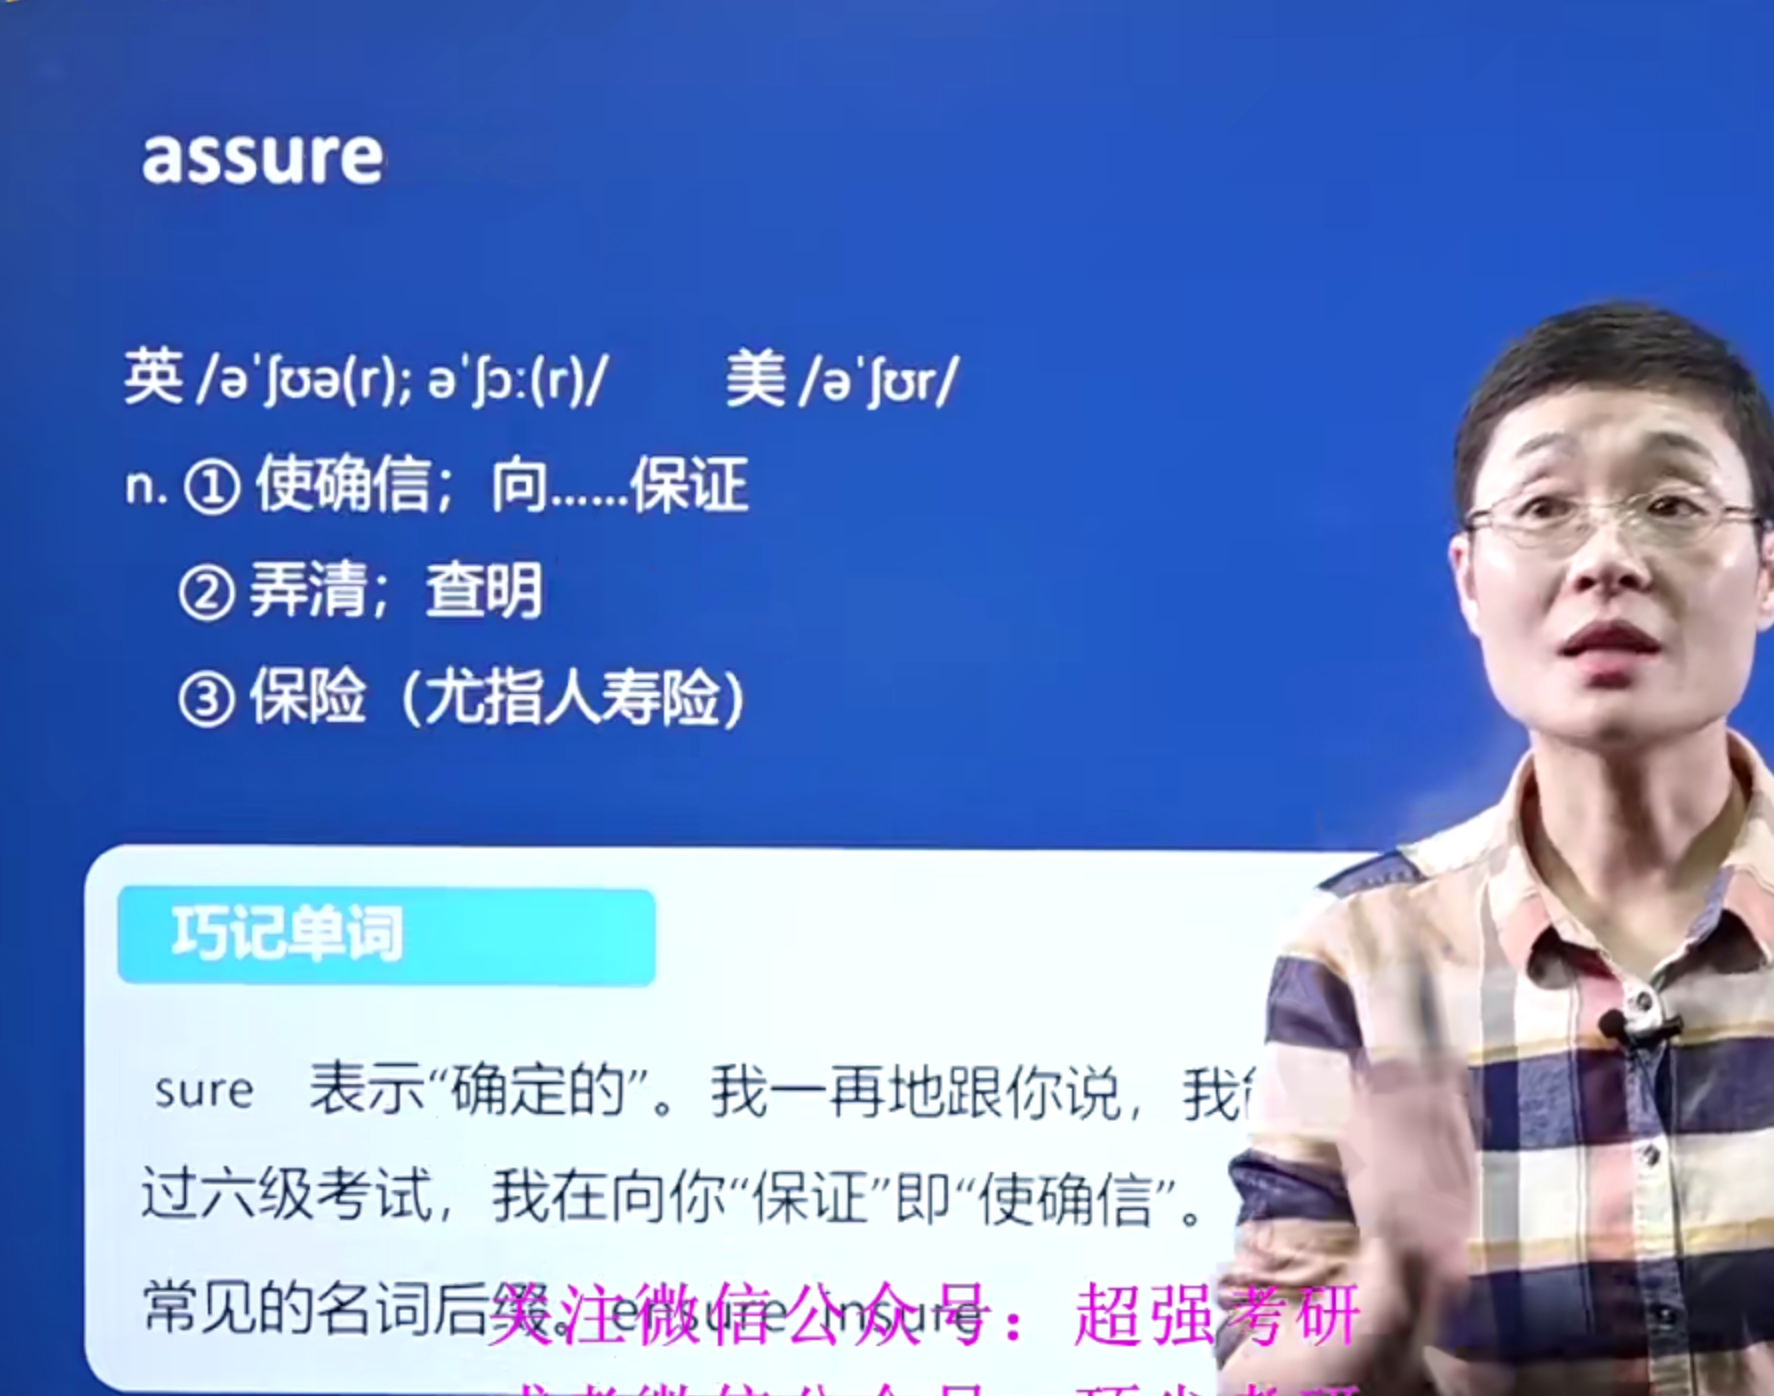 assure
英 /əˈʃʊə(r); əˈʃɔː(r)/ 美 /əˈʃʊr/
n. ① 使确信；向……保证
② 弄清；查明
③ 保险（尤指人寿险）
巧记单词
sure 表示“确定的”。我一再地跟你说，我
过六级考试，我在向你“保证”即“使确信”。
常见的名词后缀。ensure insure
关注微信公众号：超强考研